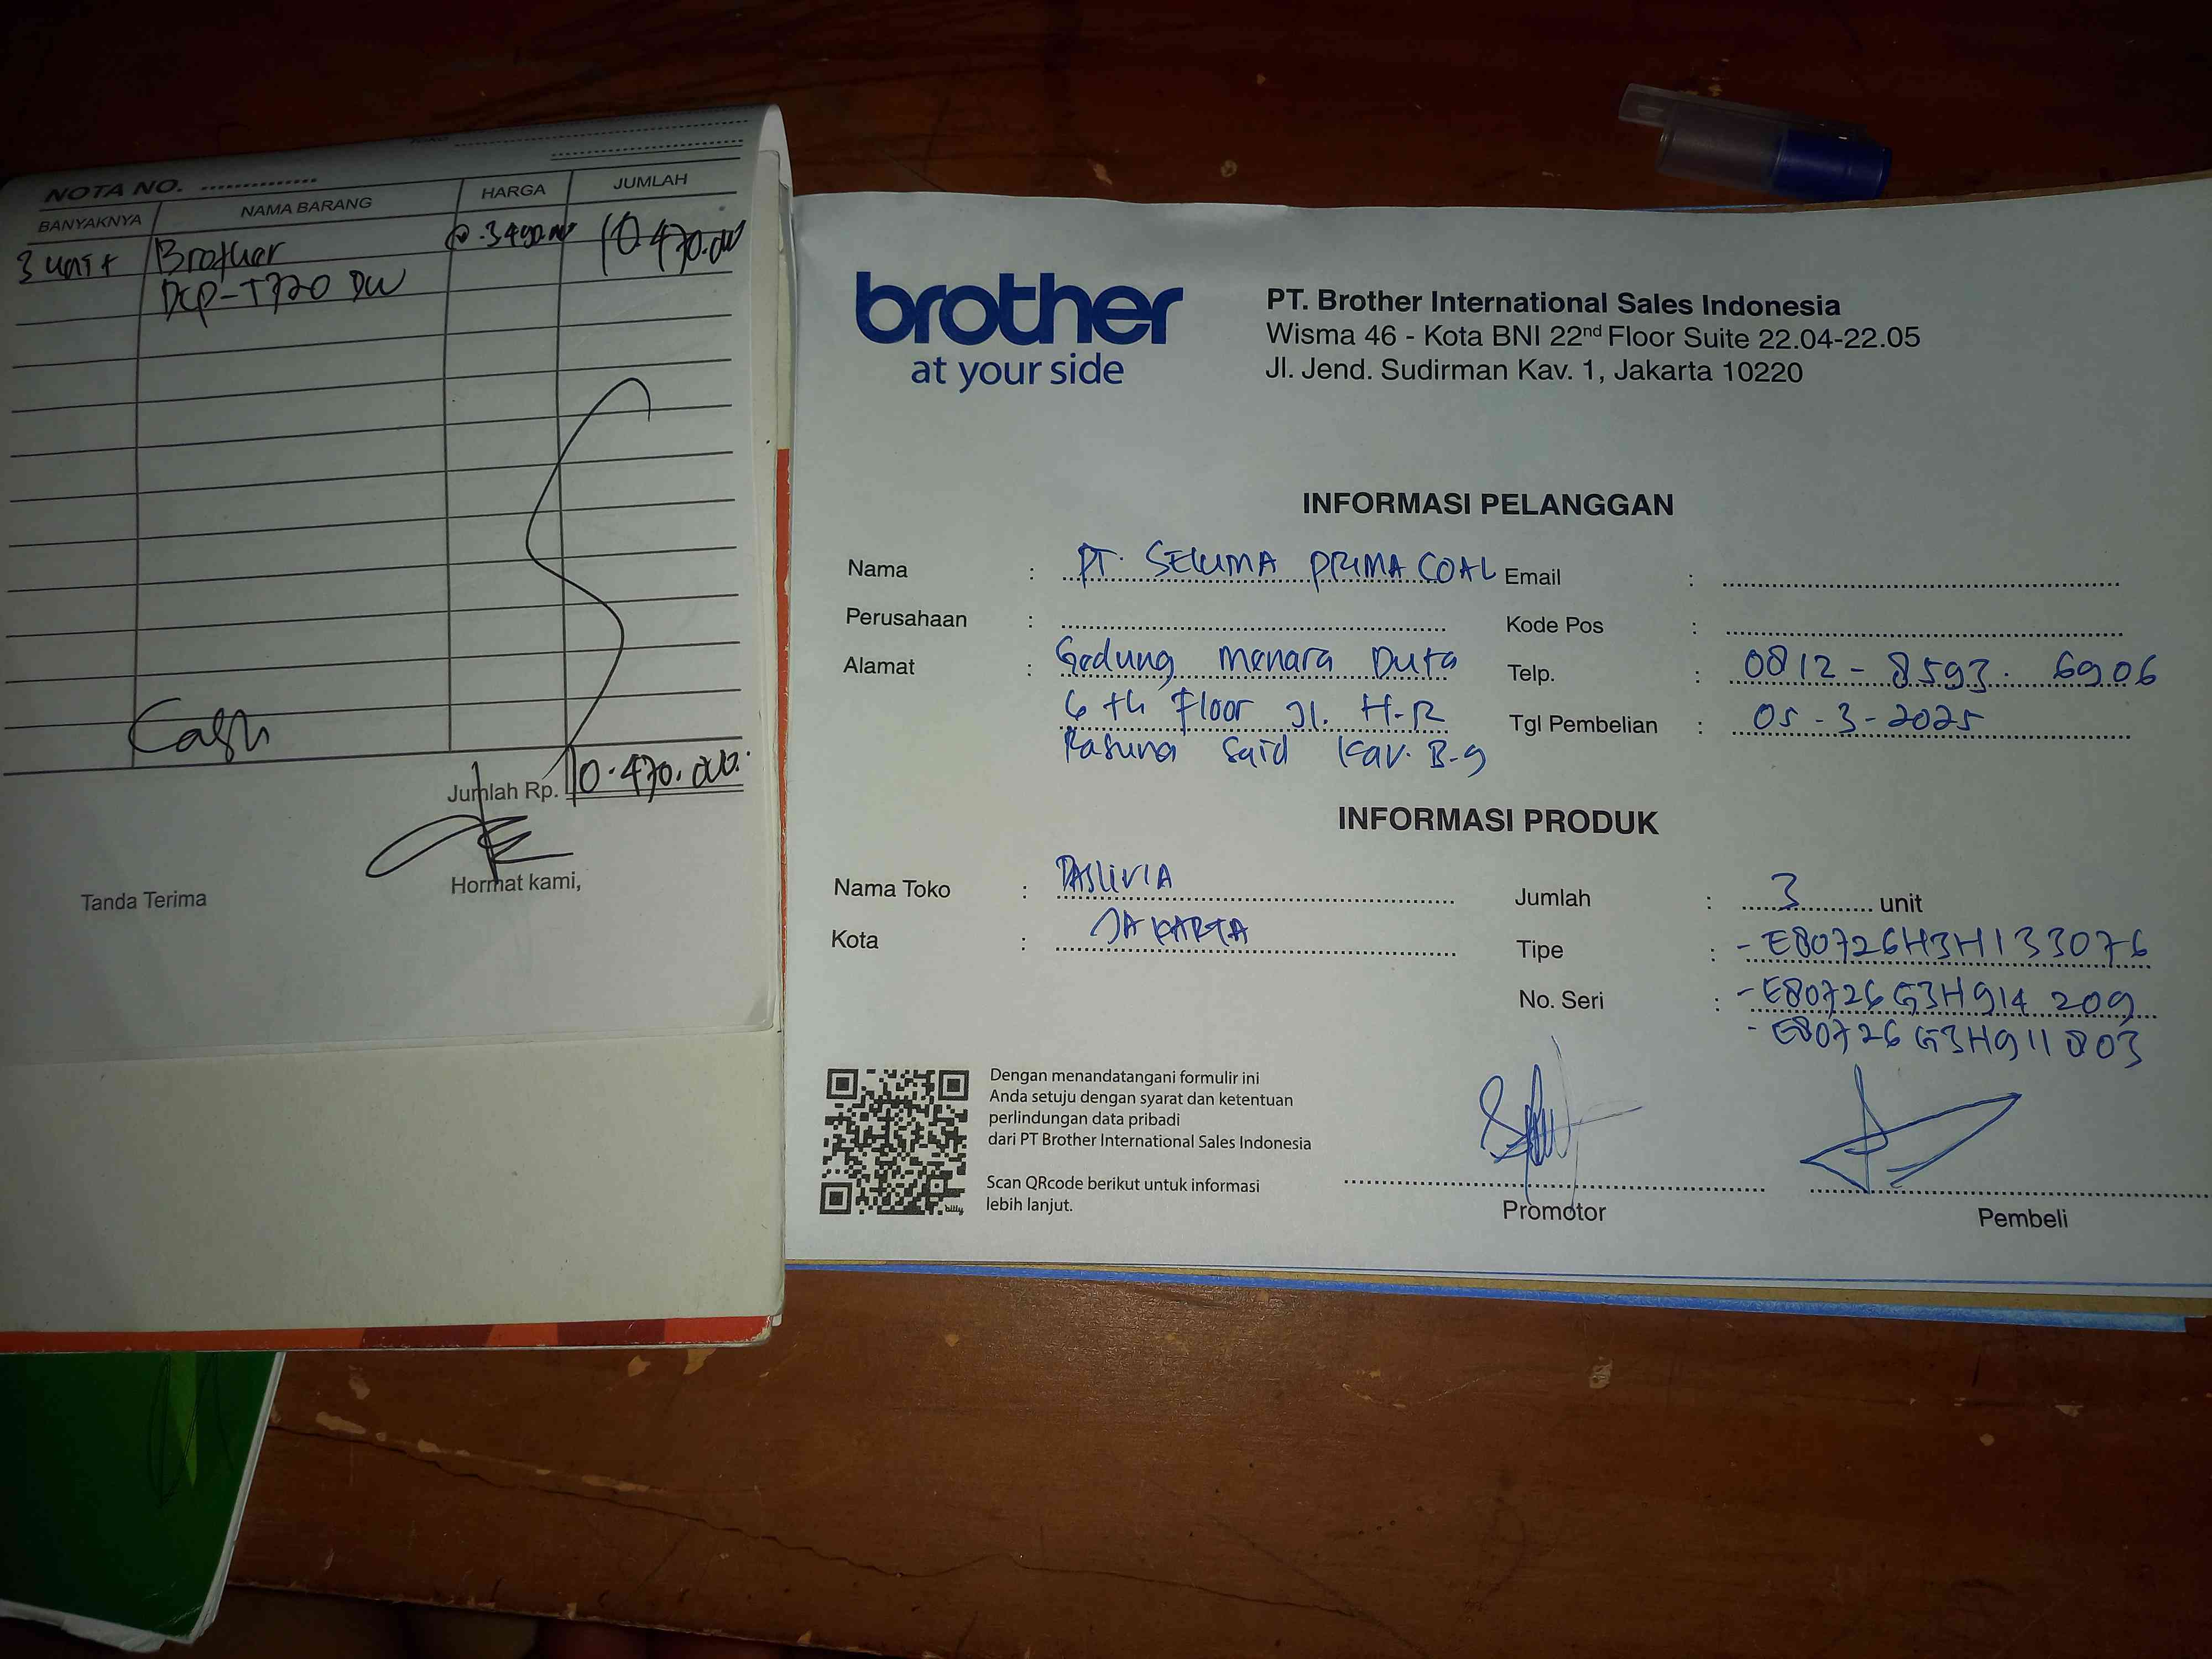 NOTA NO. ...............
BANYAKNYA NAMA BARANG HARGA JUMLAH
3 unit Brother @ 3490.000 10.470.000
DCP-T720 DW
Cash
Jumlah Rp. 10.470.000.
Tanda Terima Hormat kami,
brother
at your side
PT. Brother International Sales Indonesia
Wisma 46 - Kota BNI 22nd Floor Suite 22.04-22.05
Jl. Jend. Sudirman Kav. 1, Jakarta 10220
INFORMASI PELANGGAN
Nama : PT. SELUMA PRIMA COAL Email :
Perusahaan : Kode Pos :
Alamat : Gedung Menara Duta Telp. : 0812-8593. 6906
6 th Floor Jl. H-R Tgl Pembelian : 05-3-2025
Rasuna Said Kav. B-9
INFORMASI PRODUK
Nama Toko : Jumlah : 3 unit
Kota : JAKARTA Tipe : - E80726H3H133076
No. Seri : - E80726G3H914209
- E80726G3H911803
Dengan menandatangani formulir ini
Anda setuju dengan syarat dan ketentuan
perlindungan data pribadi
dari PT Brother International Sales Indonesia
Scan QRcode berikut untuk informasi
lebih lanjut.
bitly
Promotor Pembeli